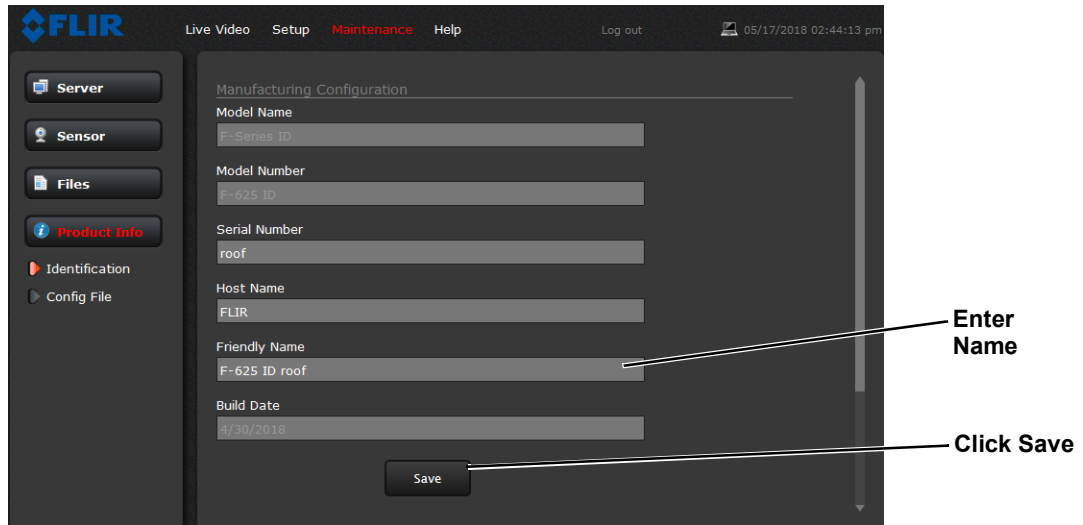 FLIR
Live Video Setup Maintenance Help Log out 05/17/2018 02:44:13 pm
Server
Sensor
Files
Product Info
Identification
Config File
Manufacturing Configuration
Model Name
F-Series ID
Model Number
F-625 ID
Serial Number
roof
Host Name
FLIR
Friendly Name
F-625 ID roof
Build Date
4/30/2018
Save
Enter
Name
Click Save